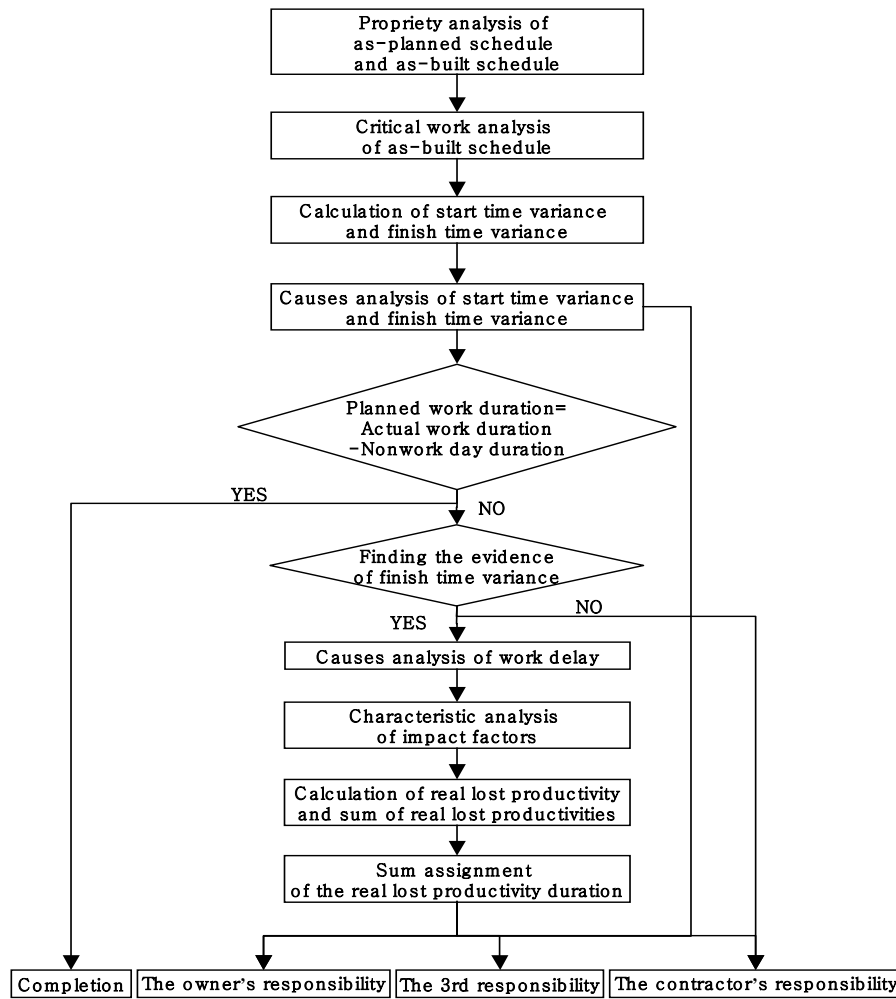 Propriety analysis of
as-planned schedule
and as-built schedule
Critical work analysis
of as-built schedule
Calculation of start time variance
and finish time variance
Causes analysis of start time variance
and finish time variance
Planned work duration=
Actual work duration
-Nonwork day duration
YES
NO
Finding the evidence
of finish time variance
NO
YES
Causes analysis of work delay
Characteristic analysis
of impact factors
Calculation of real lost productivity
and sum of real lost productivities
Sum assignment
of the real lost productivity duration
Completion
The owner's responsibility
The 3rd responsibility
The contractor's responsibility